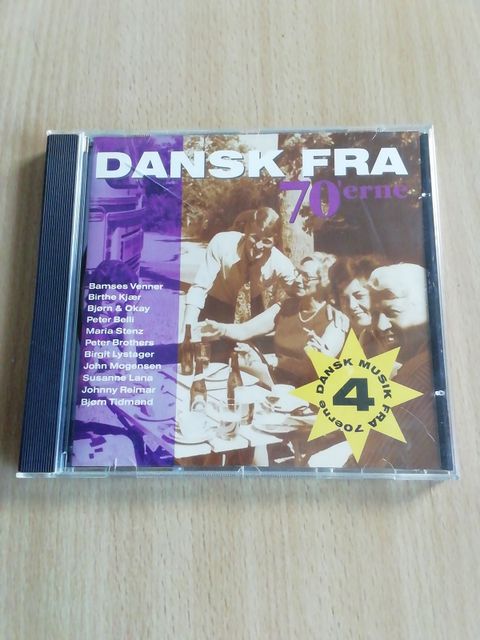 DANSK FRA
70'erne
Bamses Venner
Birthe Kjær
Bjørn & Okay
Peter Belli
Maria Stenz
Peter Brothers
Birgit Lystager
John Mogensen
Susanne Lana
Johnny Reimar
Bjørn Tidmand
DANSK MUSIK FRA 70erne
4